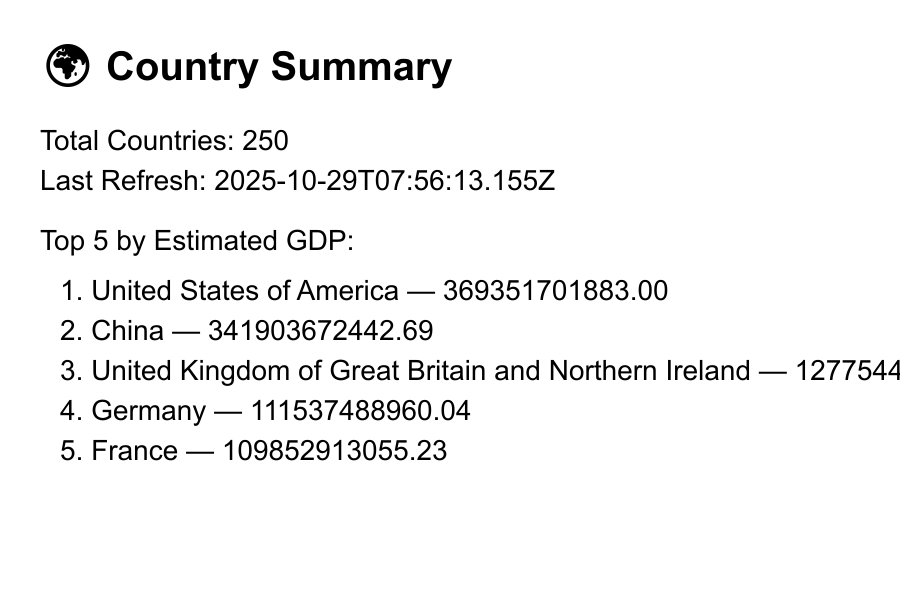 🌍 Country Summary
Total Countries: 250
Last Refresh: 2025-10-29T07:56:13.155Z
Top 5 by Estimated GDP:
1. United States of America — 369351701883.00
2. China — 341903672442.69
3. United Kingdom of Great Britain and Northern Ireland — 1277544
4. Germany — 111537488960.04
5. France — 109852913055.23